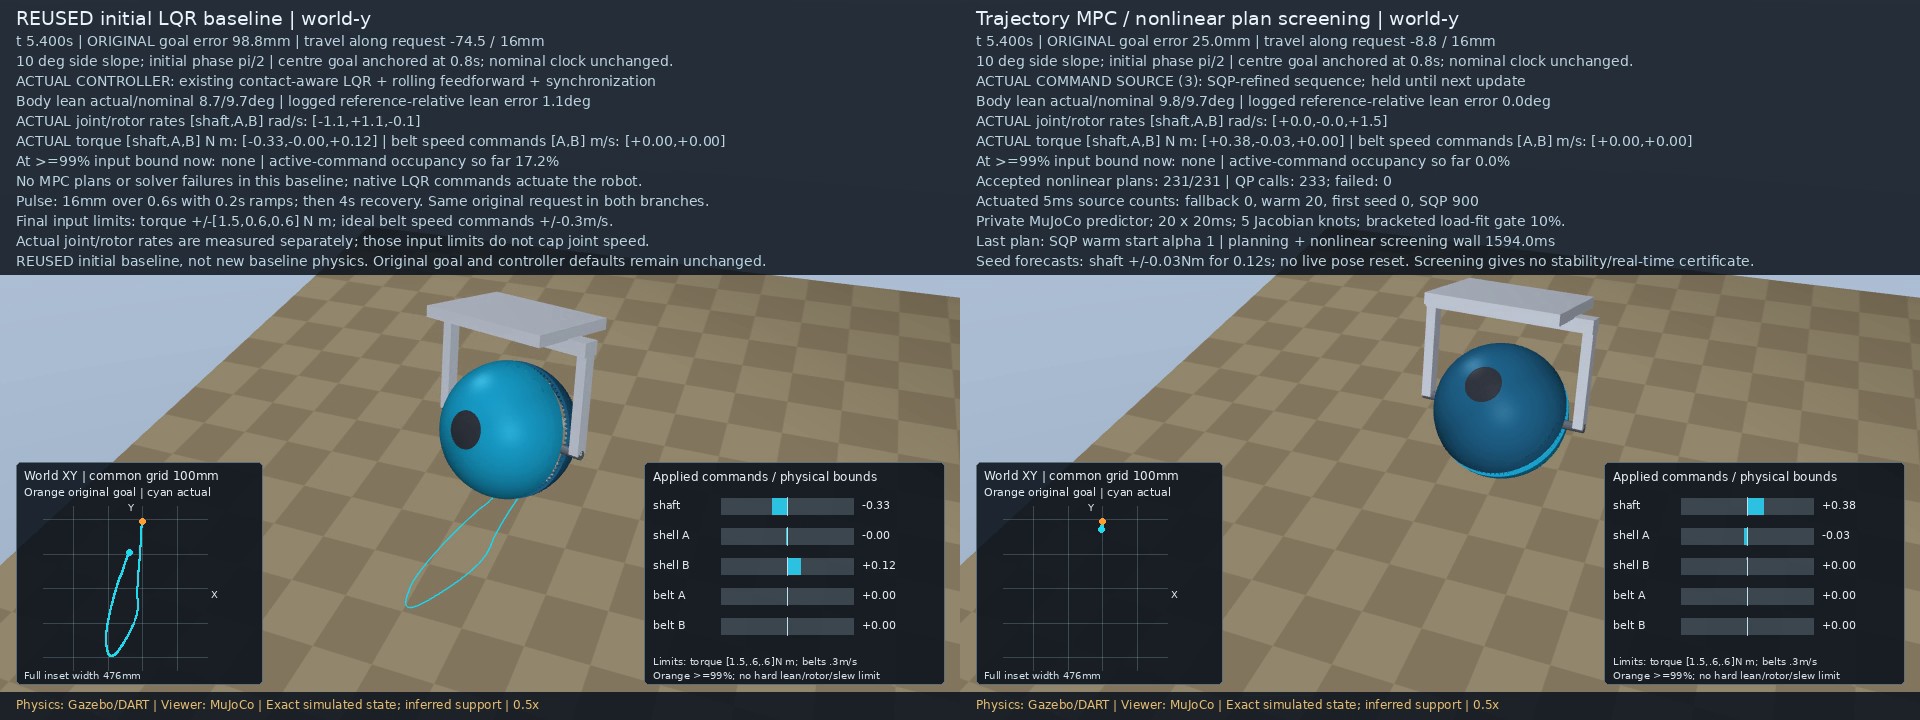 REUSED initial LQR baseline | world-y
t 5.400s | ORIGINAL goal error 98.8mm | travel along request -74.5 / 16mm
10 deg side slope; initial phase pi/2 | centre goal anchored at 0.8s; nominal clock unchanged.
ACTUAL CONTROLLER: existing contact-aware LQR + rolling feedforward + synchronization
Body lean actual/nominal 8.7/9.7deg | logged reference-relative lean error 1.1deg
ACTUAL joint/rotor rates [shaft,A,B] rad/s: [-1.1,+1.1,-0.1]
ACTUAL torque [shaft,A,B] N m: [-0.33,-0.00,+0.12] | belt speed commands [A,B] m/s: [+0.00,+0.00]
At >=99% input bound now: none | active-command occupancy so far 17.2%
No MPC plans or solver failures in this baseline; native LQR commands actuate the robot.
Pulse: 16mm over 0.6s with 0.2s ramps; then 4s recovery. Same original request in both branches.
Final input limits: torque +/-[1.5,0.6,0.6] N m; ideal belt speed commands +/-0.3m/s.
Actual joint/rotor rates are measured separately; those input limits do not cap joint speed.
REUSED initial baseline, not new baseline physics. Original goal and controller defaults remain unchanged.
World XY | common grid 100mm
Orange original goal | cyan actual
Y
X
Full inset width 476mm
Applied commands / physical bounds
shaft -0.33
shell A -0.00
shell B +0.12
belt A +0.00
belt B +0.00
Limits: torque [1.5,.6,.6]N m; belts .3m/s
Orange >=99%; no hard lean/rotor/slew limit
Physics: Gazebo/DART | Viewer: MuJoCo | Exact simulated state; inferred support | 0.5x
Trajectory MPC / nonlinear plan screening | world-y
t 5.400s | ORIGINAL goal error 25.0mm | travel along request -8.8 / 16mm
10 deg side slope; initial phase pi/2 | centre goal anchored at 0.8s; nominal clock unchanged.
ACTUAL COMMAND SOURCE (3): SQP-refined sequence; held until next update
Body lean actual/nominal 9.8/9.7deg | logged reference-relative lean error 0.0deg
ACTUAL joint/rotor rates [shaft,A,B] rad/s: [+0.0,-0.0,+1.5]
ACTUAL torque [shaft,A,B] N m: [+0.38,-0.03,+0.00] | belt speed commands [A,B] m/s: [+0.00,+0.00]
At >=99% input bound now: none | active-command occupancy so far 0.0%
Accepted nonlinear plans: 231/231 | QP calls: 233; failed: 0
Actuated 5ms source counts: fallback 0, warm 20, first seed 0, SQP 900
Private MuJoCo predictor; 20 x 20ms; 5 Jacobian knots; bracketed load-fit gate 10%.
Last plan: SQP warm start alpha 1 | planning + nonlinear screening wall 1594.0ms
Seed forecasts: shaft +/-0.03Nm for 0.12s; no live pose reset. Screening gives no stability/real-time certificate.
World XY | common grid 100mm
Orange original goal | cyan actual
Y
X
Full inset width 476mm
Applied commands / physical bounds
shaft +0.38
shell A -0.03
shell B +0.00
belt A +0.00
belt B +0.00
Limits: torque [1.5,.6,.6]N m; belts .3m/s
Orange >=99%; no hard lean/rotor/slew limit
Physics: Gazebo/DART | Viewer: MuJoCo | Exact simulated state; inferred support | 0.5x